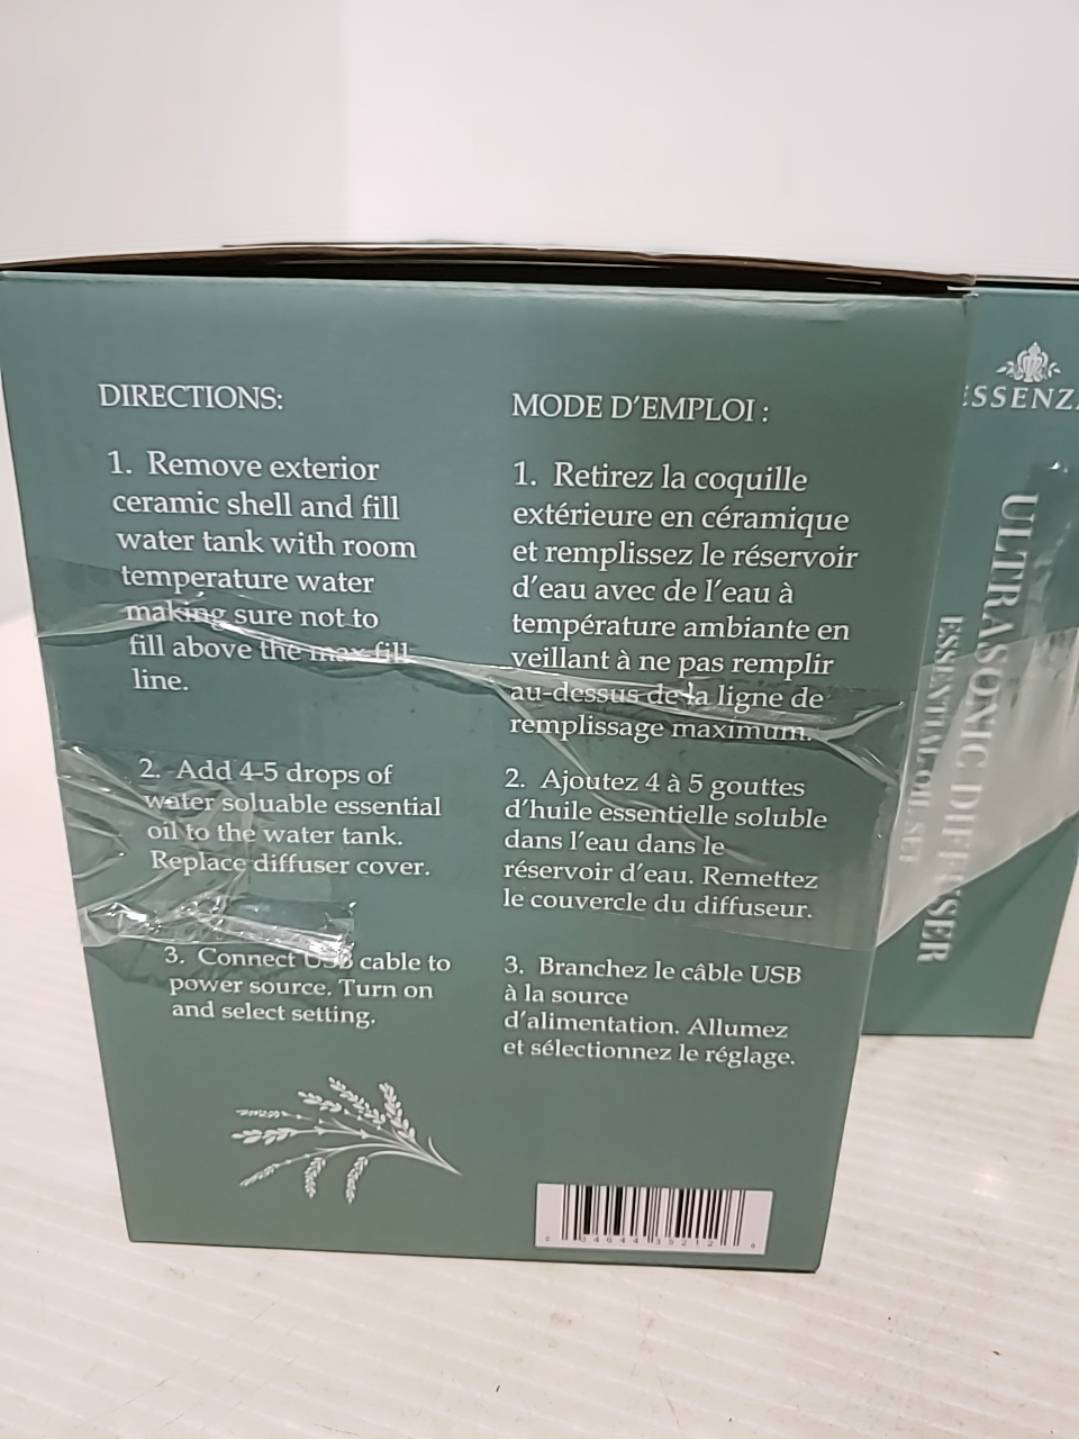 DIRECTIONS:
1. Remove exterior
ceramic shell and fill
water tank with room
temperature water
making sure not to
fill above the max fill
line.
2. Add 4-5 drops of
water soluable essential
oil to the water tank.
Replace diffuser cover.
3. Connect USB cable to
power source. Turn on
and select setting.
MODE D'EMPLOI :
1. Retirez la coquille
extérieure en céramique
et remplissez le réservoir
d'eau avec de l'eau à
température ambiante en
veillant à ne pas remplir
au-dessus de la ligne de
remplissage maximum.
2. Ajoutez 4 à 5 gouttes
d'huile essentielle soluble
dans l'eau dans le
réservoir d'eau. Remettez
le couvercle du diffuseur.
3. Branchez le câble USB
à la source
d'alimentation. Allumez
et sélectionnez le réglage.
ESSENZA
ULTRASONIC DIFFUSER
ESSENTIAL OIL SET